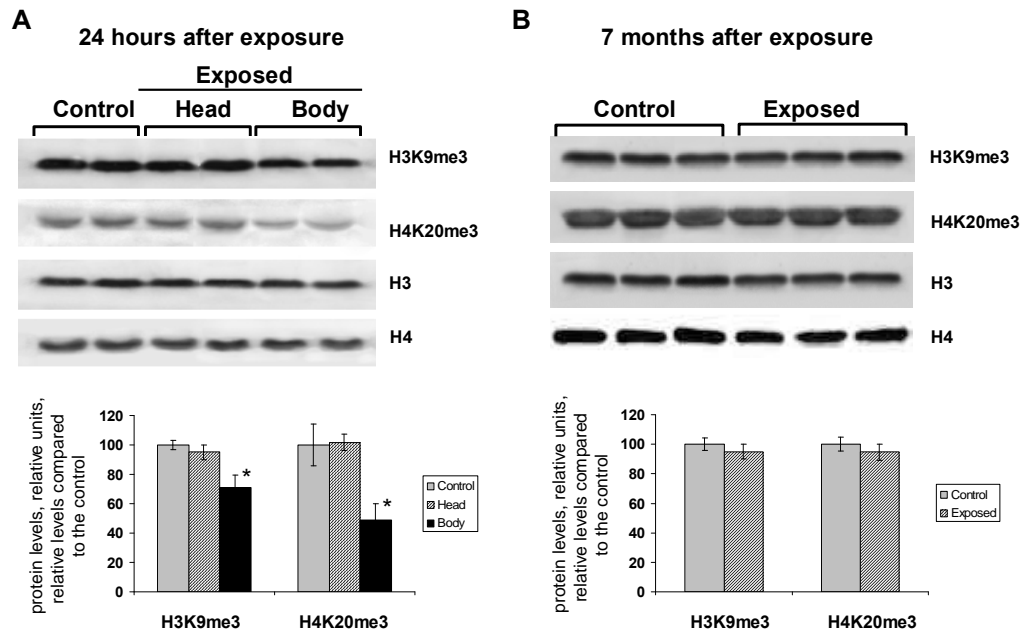 A
24 hours after exposure
Exposed
Control Head Body
H3K9me3
H4K20me3
H3
H4
protein levels, relative units,
relative levels compared
to the control
120
100
80
60
40
20
0
*
*
H3K9me3 H4K20me3
Control
Head
Body
B
7 months after exposure
Control Exposed
H3K9me3
H4K20me3
H3
H4
protein levels, relative units,
relative levels compared
to the control
120
100
80
60
40
20
0
H3K9me3 H4K20me3
Control
Exposed